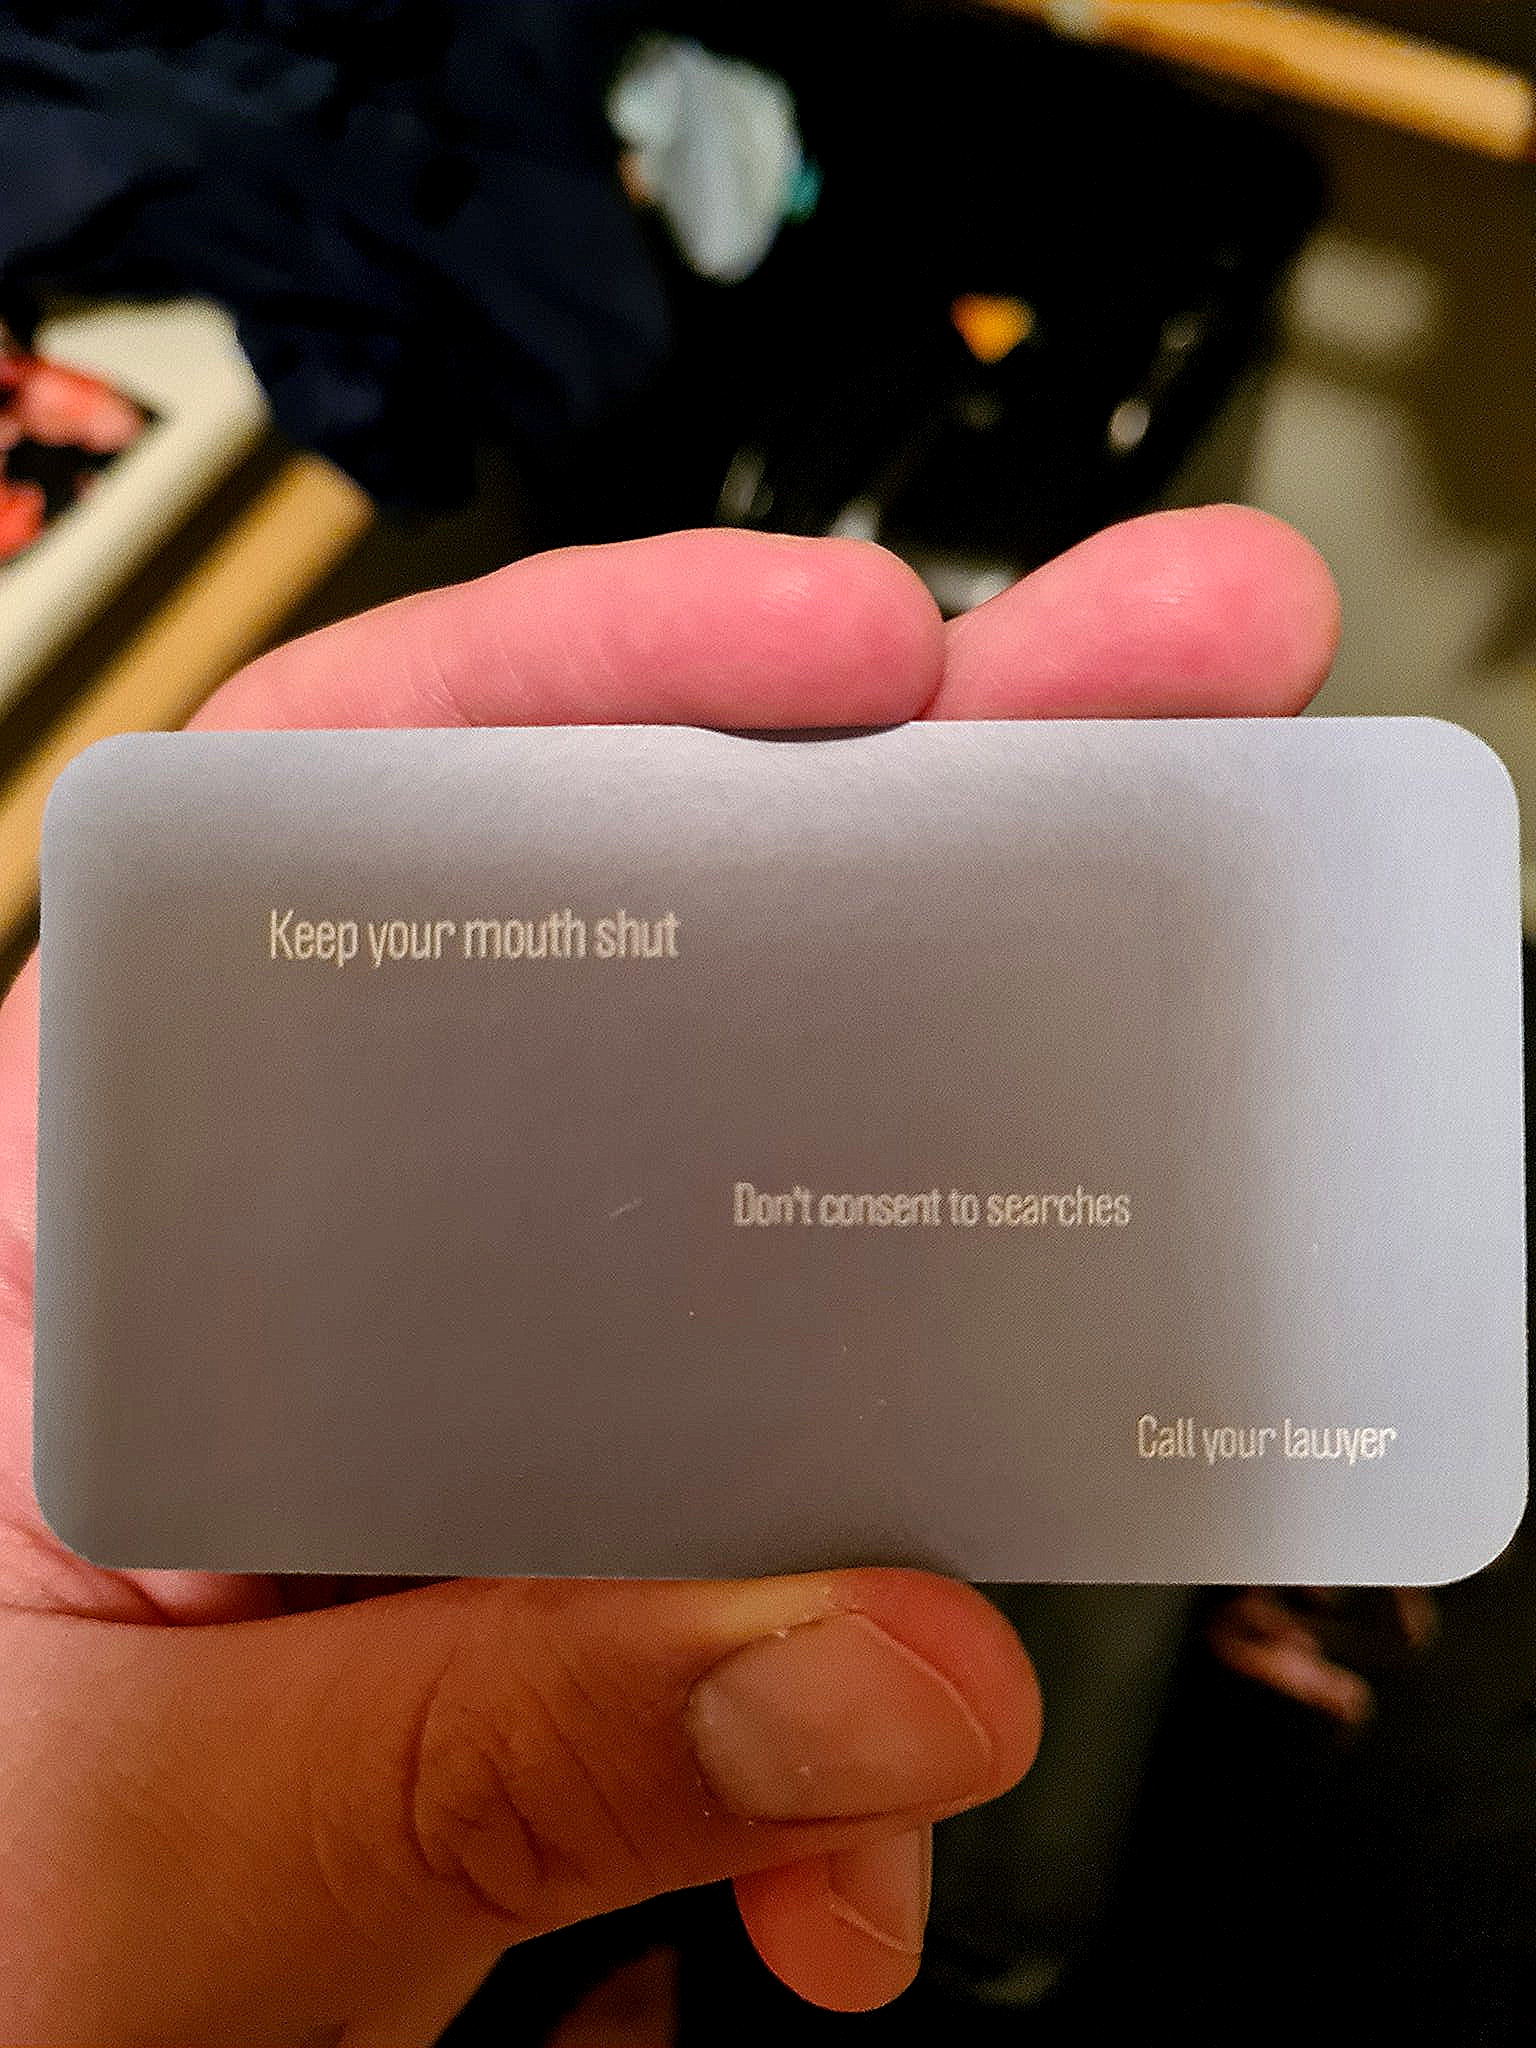 Keep your mouth shut
Don't consent to searches
Call your lawyer